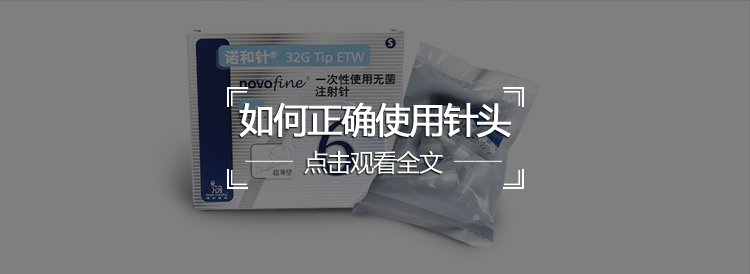 诺和针® 32G Tip ETW
S
novofine®
一次性使用无菌
注射针
如何正确使用针头
6
点击观看全文
超薄壁